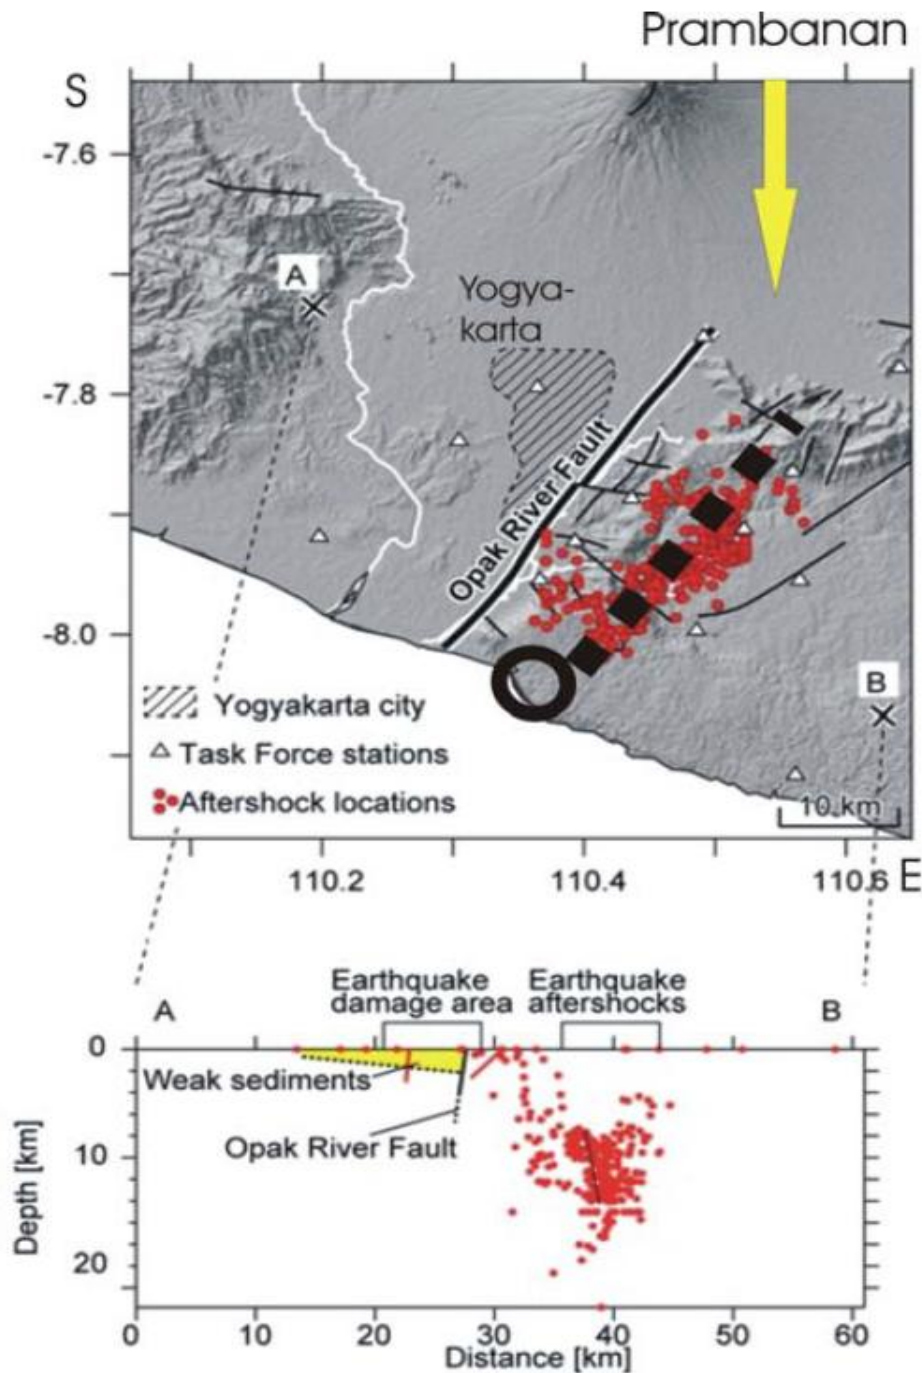 Prambanan
S
-7.6
A
Yogya-
karta
-7.8
Opak River Fault
-8.0
B
Yogyakarta city
Task Force stations
Aftershock locations
10 km
110.2
110.4
110.6
E
Earthquake
damage area
Earthquake
aftershocks
A
B
0
Weak sediments
Opak River Fault
10
20
Depth [km]
0
10
20
30
40
50
60
Distance [km]